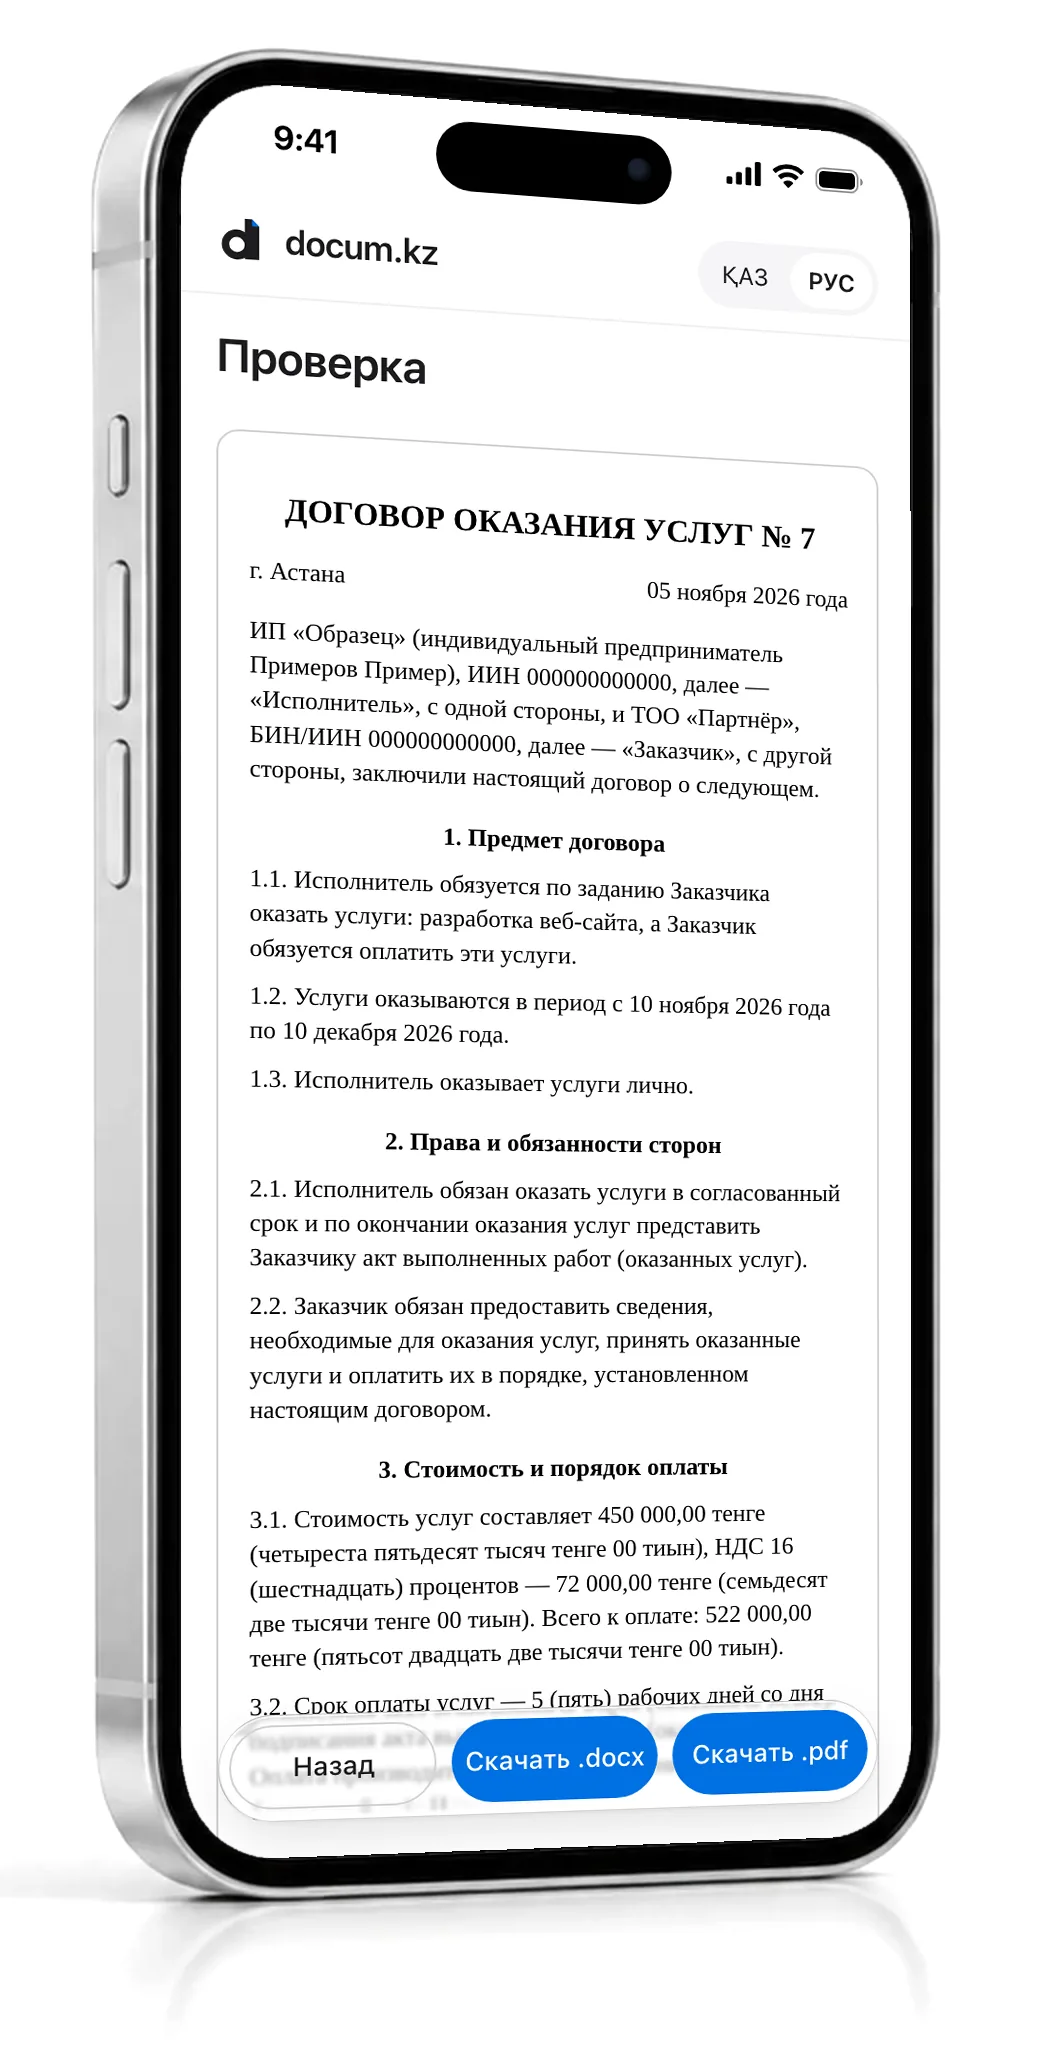 9:41
docum.kz
ҚАЗ РУС
Проверка
ДОГОВОР ОКАЗАНИЯ УСЛУГ № 7
г. Астана
05 ноября 2026 года
ИП «Образец» (индивидуальный предприниматель
Примеров Пример), ИИН 000000000000, далее —
«Исполнитель», с одной стороны, и ТОО «Партнёр»,
БИН/ИИН 000000000000, далее — «Заказчик», с другой
стороны, заключили настоящий договор о следующем.
1. Предмет договора
1.1. Исполнитель обязуется по заданию Заказчика
оказать услуги: разработка веб-сайта, а Заказчик
обязуется оплатить эти услуги.
1.2. Услуги оказываются в период с 10 ноября 2026 года
по 10 декабря 2026 года.
1.3. Исполнитель оказывает услуги лично.
2. Права и обязанности сторон
2.1. Исполнитель обязан оказать услуги в согласованный
срок и по окончании оказания услуг представить
Заказчику акт выполненных работ (оказанных услуг).
2.2. Заказчик обязан предоставить сведения,
необходимые для оказания услуг, принять оказанные
услуги и оплатить их в порядке, установленном
настоящим договором.
3. Стоимость и порядок оплаты
3.1. Стоимость услуг составляет 450 000,00 тенге
(четыреста пятьдесят тысяч тенге 00 тиын), НДС 16
(шестнадцать) процентов — 72 000,00 тенге (семьдесят
две тысячи тенге 00 тиын). Всего к оплате: 522 000,00
тенге (пятьсот двадцать две тысячи тенге 00 тиын).
3.2. Срок оплаты услуг — 5 (пять) рабочих дней со дня
Назад
Скачать .docx
Скачать .pdf